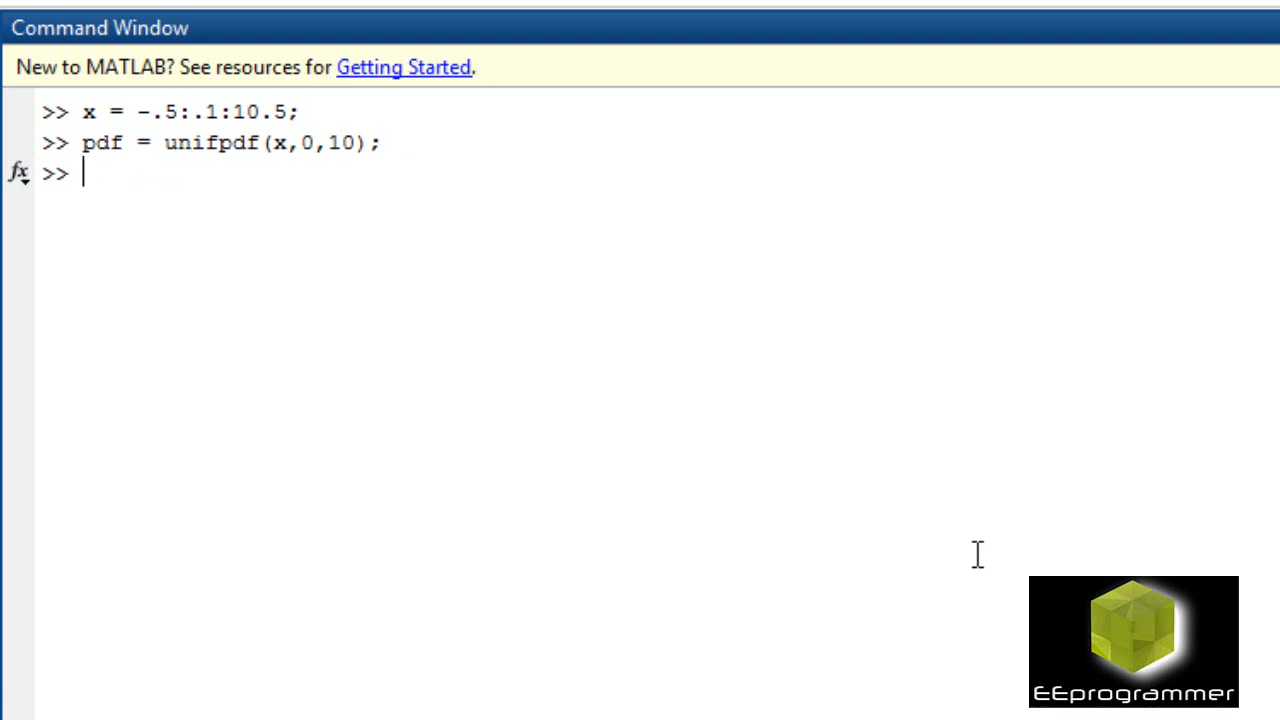 Command Window
New to MATLAB? See resources for Getting Started.
>> x = -.5:.1:10.5;
>> pdf = unifpdf(x,0,10);
fx >>
EEprogrammer